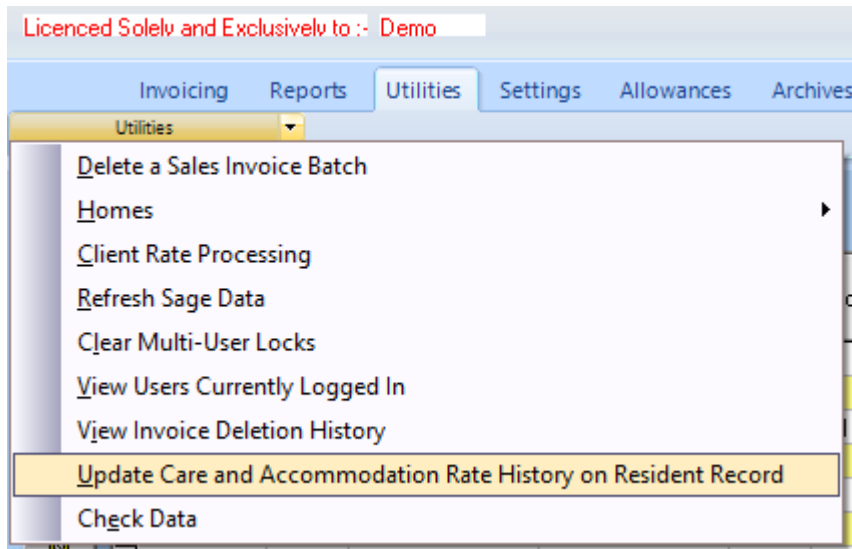 Licenced Solely and Exclusively to :- Demo
Invoicing Reports Utilities Settings Allowances Archives
Utilities
Delete a Sales Invoice Batch
Homes
Client Rate Processing
Refresh Sage Data
Clear Multi-User Locks
View Users Currently Logged In
View Invoice Deletion History
Update Care and Accommodation Rate History on Resident Record
Check Data